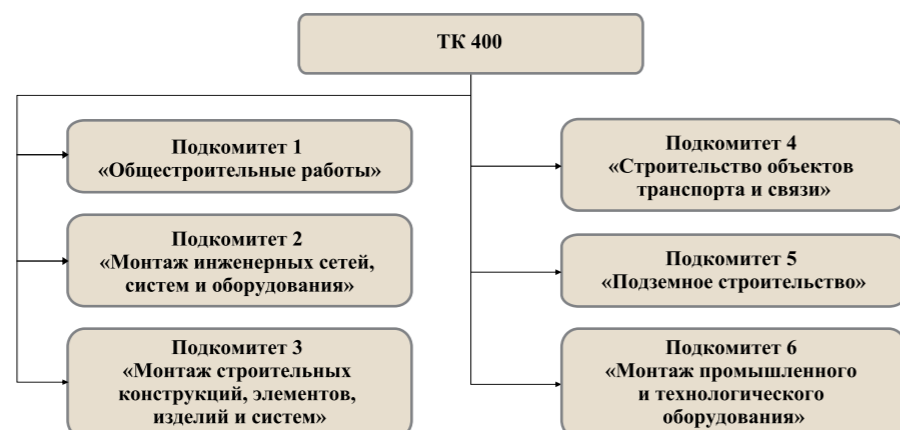 ТК 400
Подкомитет 1
«Общестроительные работы»
Подкомитет 2
«Монтаж инженерных сетей,
систем и оборудования»
Подкомитет 3
«Монтаж строительных
конструкций, элементов,
изделий и систем»
Подкомитет 4
«Строительство объектов
транспорта и связи»
Подкомитет 5
«Подземное строительство»
Подкомитет 6
«Монтаж промышленного
и технологического
оборудования»